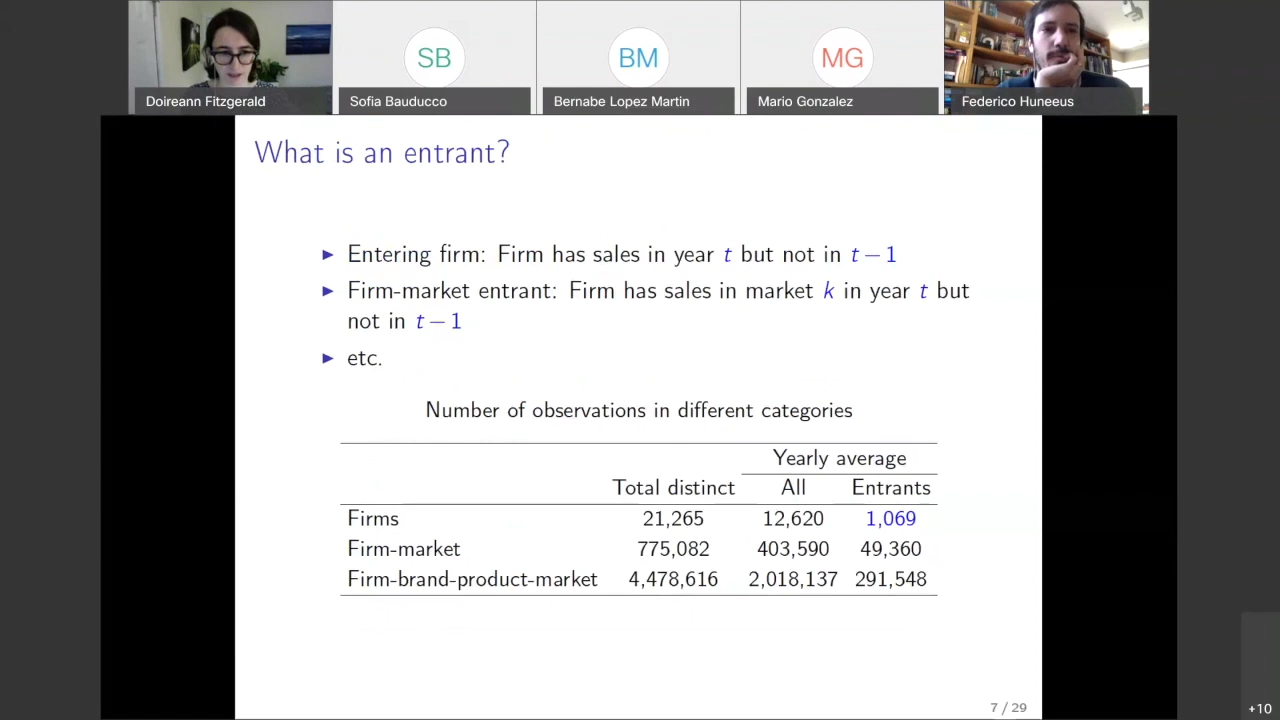 SB
BM
MG
Doireann Fitzgerald
Sofia Bauducco
Bernabe Lopez Martin
Mario Gonzalez
Federico Huneeus
What is an entrant?
► Entering firm: Firm has sales in year t but not in t − 1
► Firm-market entrant: Firm has sales in market k in year t but
not in t − 1
► etc.
Number of observations in different categories
Yearly average
Total distinct All Entrants
Firms 21,265 12,620 1,069
Firm-market 775,082 403,590 49,360
Firm-brand-product-market 4,478,616 2,018,137 291,548
7 / 29
+10